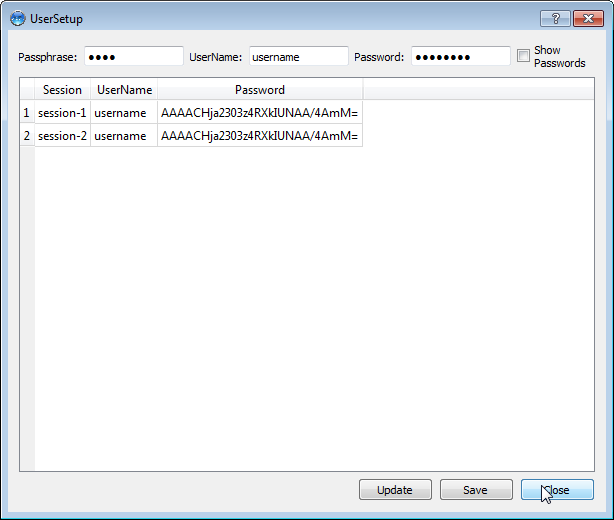 UserSetup
?
Passphrase: ●●●● UserName: username Password: ●●●●●●●● Show Passwords
Session UserName Password
1 session-1 username AAAACHja2303z4RXkIUNAA/4AmM=
2 session-2 username AAAACHja2303z4RXkIUNAA/4AmM=
Update Save Close